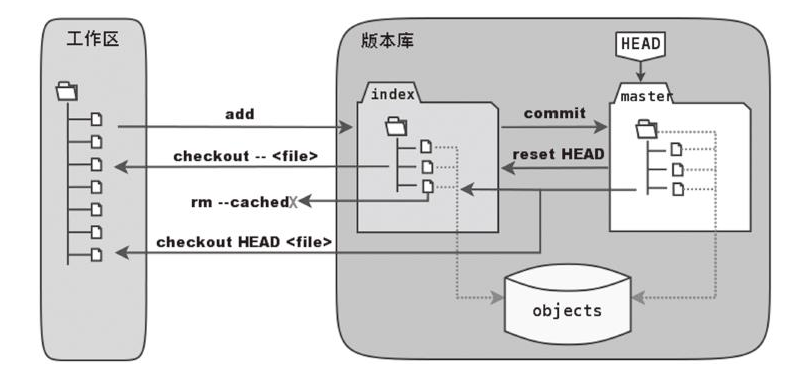 工作区
版本库
HEAD
index
master
add
commit
checkout -- <file>
reset HEAD
rm --cached
checkout HEAD <file>
objects